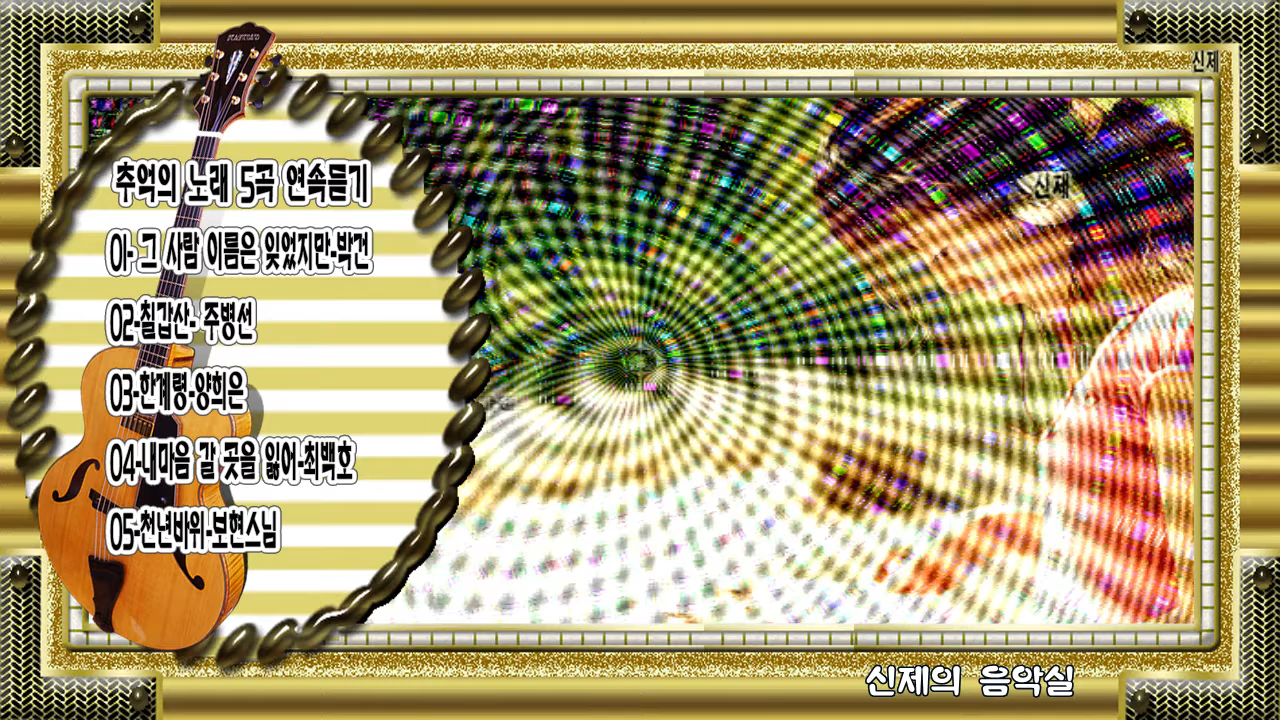 추억의 노래 5곡 연속듣기
01- 그 사람 이름은 잊었지만-박건
02-칠갑산- 주병선
03-한계령-양희은
04-내마음 갈 곳을 잃어-최백호
05-천년바위-보현스님
신제
신제
신제의 음악실